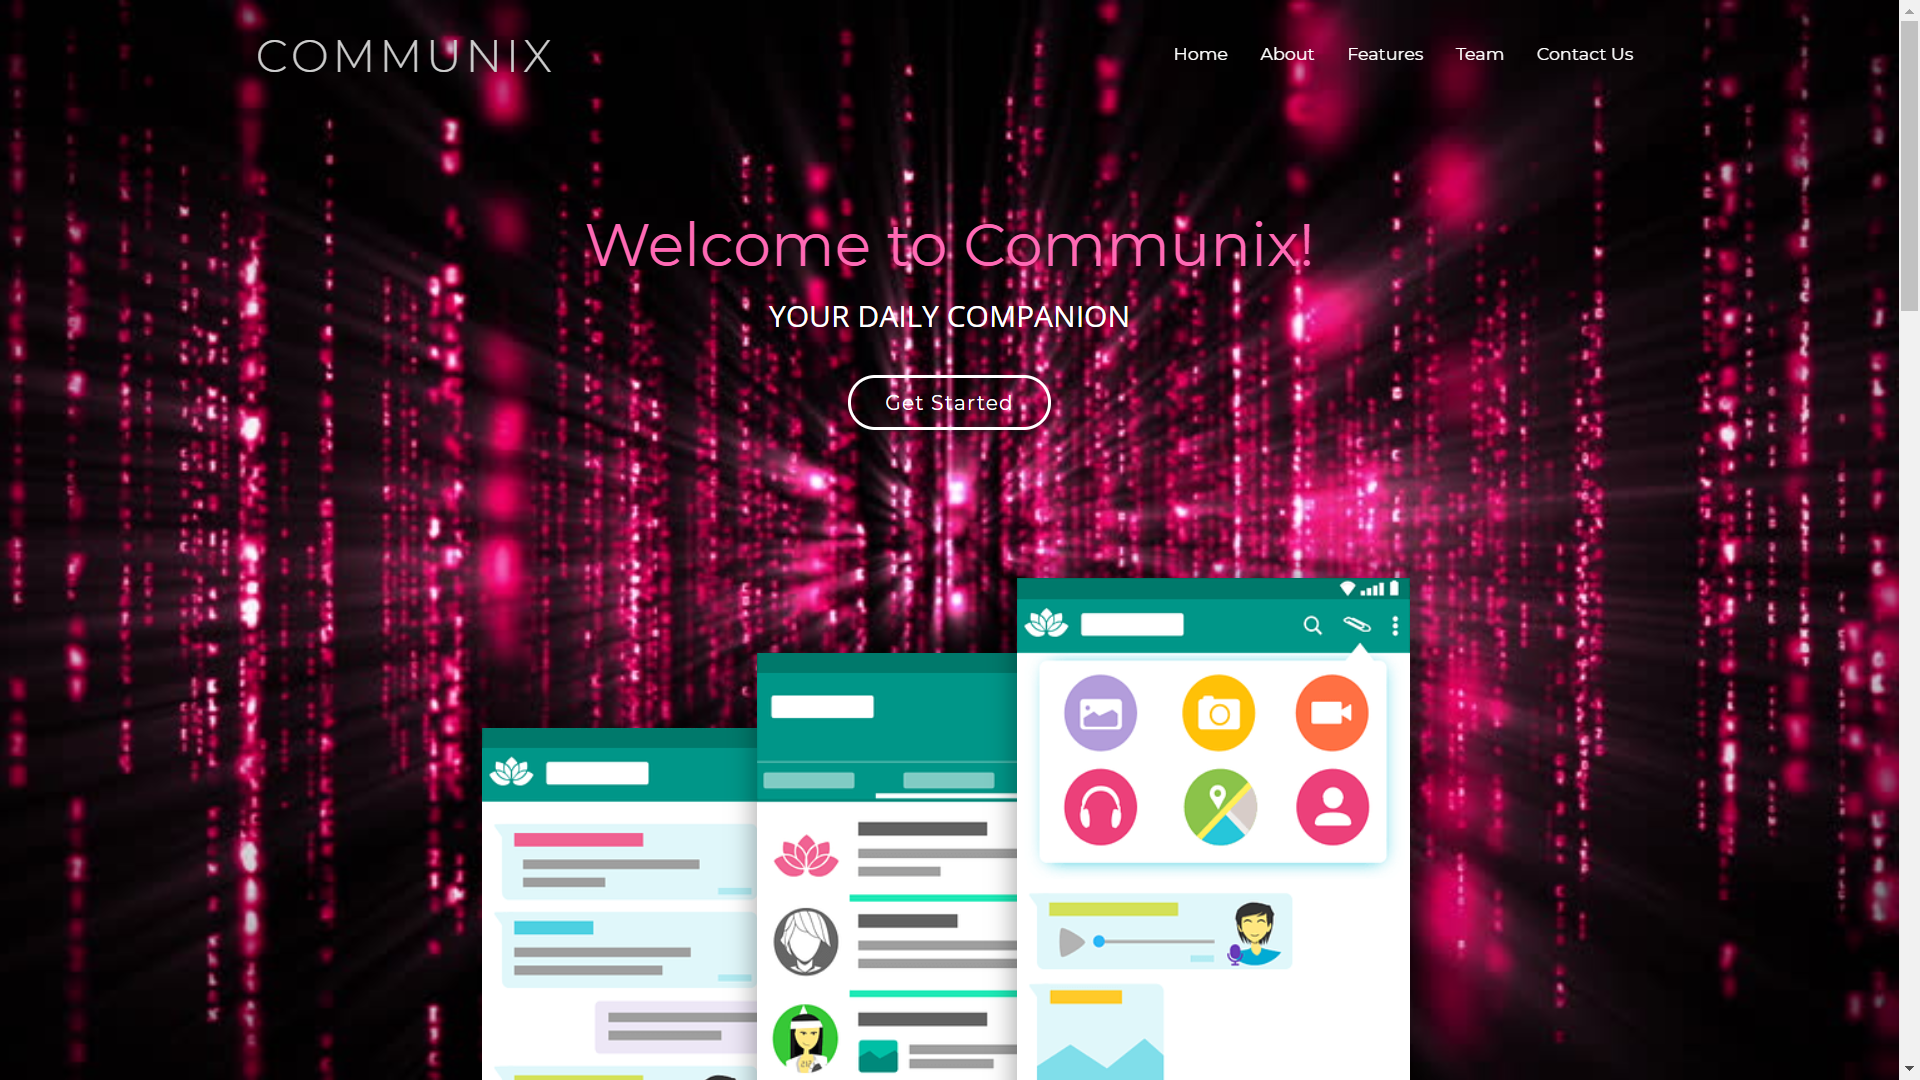 COMMUNIX
Home About Features Team Contact Us
Welcome to Communix!
YOUR DAILY COMPANION
Get Started